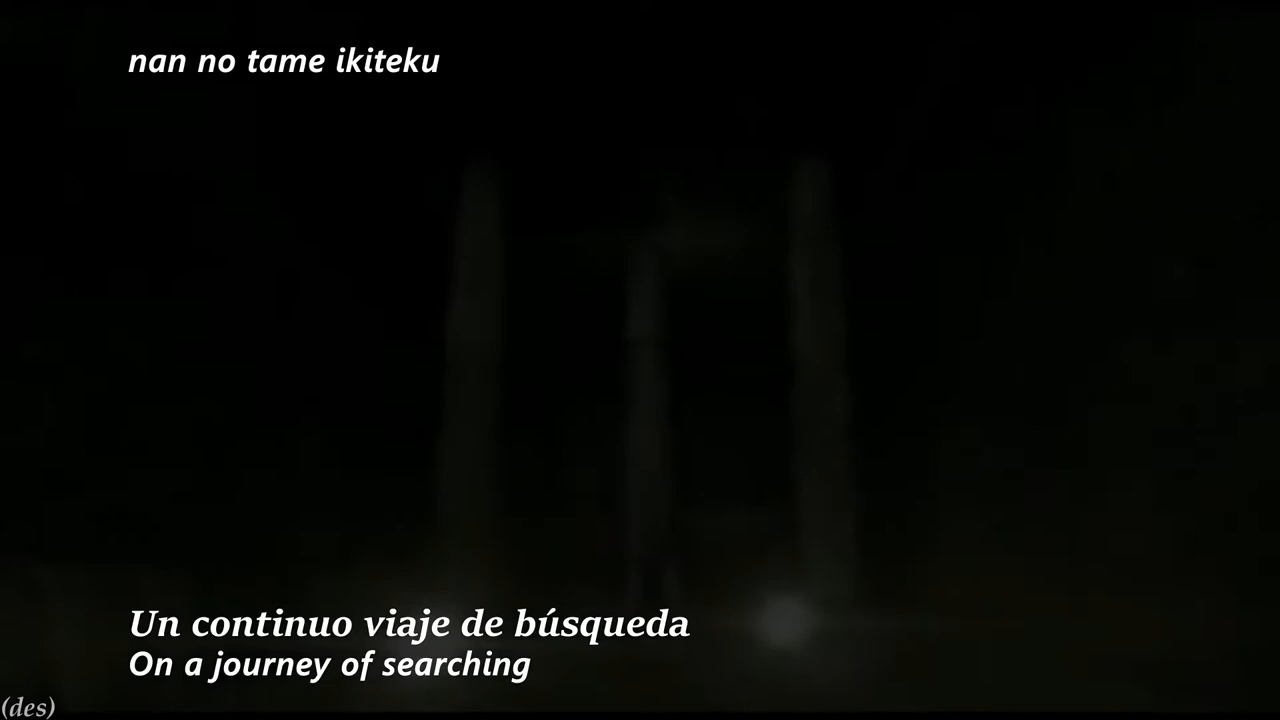 nan no tame ikiteku
Un continuo viaje de búsqueda
On a journey of searching
(des)